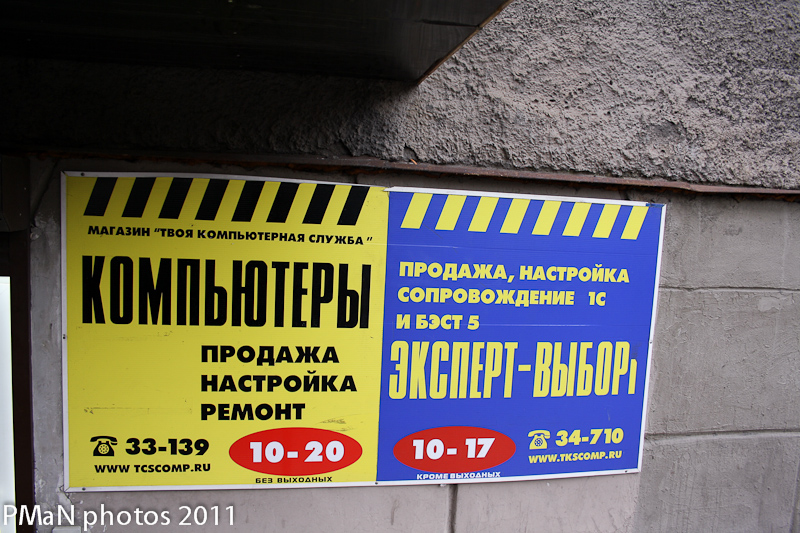 МАГАЗИН "ТВОЯ КОМПЬЮТЕРНАЯ СЛУЖБА"
КОМПЬЮТЕРЫ
ПРОДАЖА
НАСТРОЙКА
РЕМОНТ
33-139
WWW.TCSCOMP.RU
10-20
БЕЗ ВЫХОДНЫХ
ПРОДАЖА, НАСТРОЙКА
СОПРОВОЖДЕНИЕ 1С
И БЭСТ 5
ЭКСПЕРТ-ВЫБОР1
10-17
КРОМЕ ВЫХОДНЫХ
34-710
WWW.TKSCOMP.RU
PMaN photos 2011